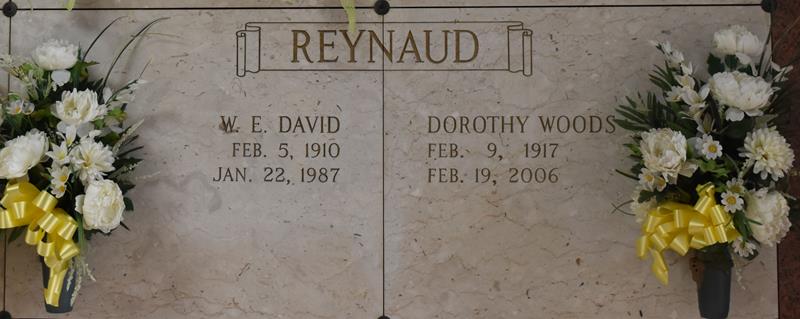 REYNAUD
W. E. DAVID
FEB. 5, 1910
JAN. 22, 1987
DOROTHY WOODS
FEB. 9, 1917
FEB. 19, 2006